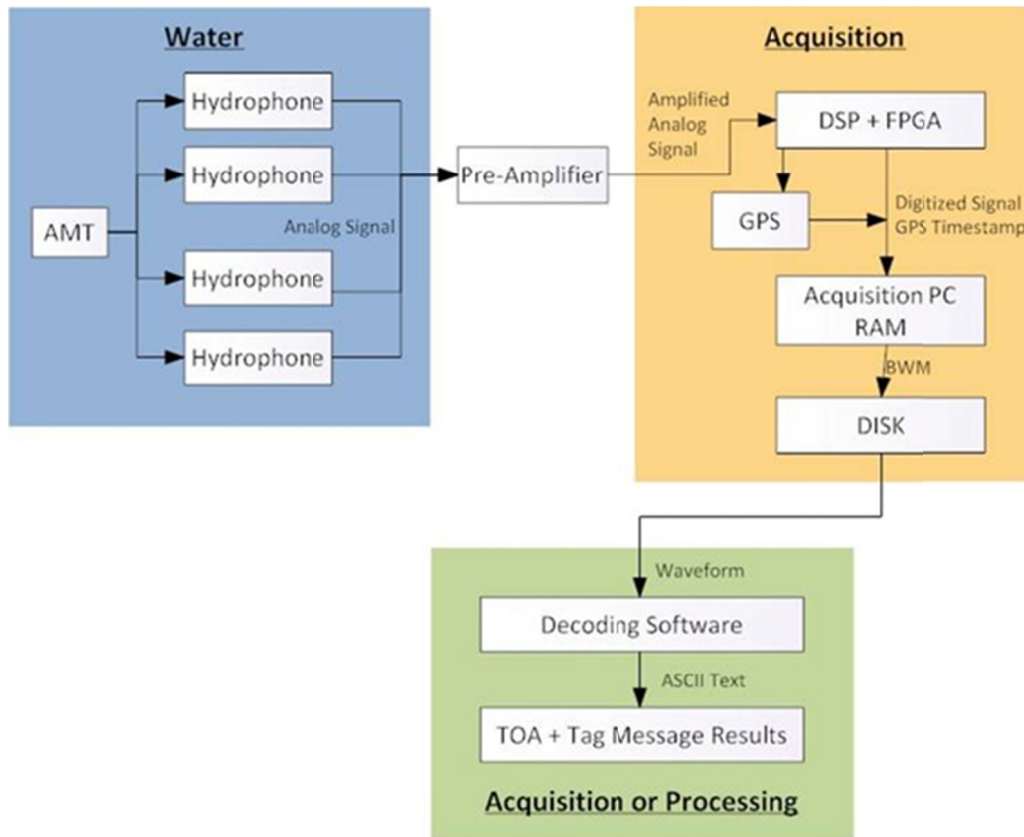 Water
Hydrophone
Hydrophone
AMT
Analog Signal
Hydrophone
Hydrophone
Pre-Amplifier
Acquisition
Amplified
Analog
Signal
DSP + FPGA
GPS
Digitized Signal
GPS Timestamp
Acquisition PC
RAM
BWM
DISK
Waveform
Decoding Software
ASCII Text
TOA + Tag Message Results
Acquisition or Processing